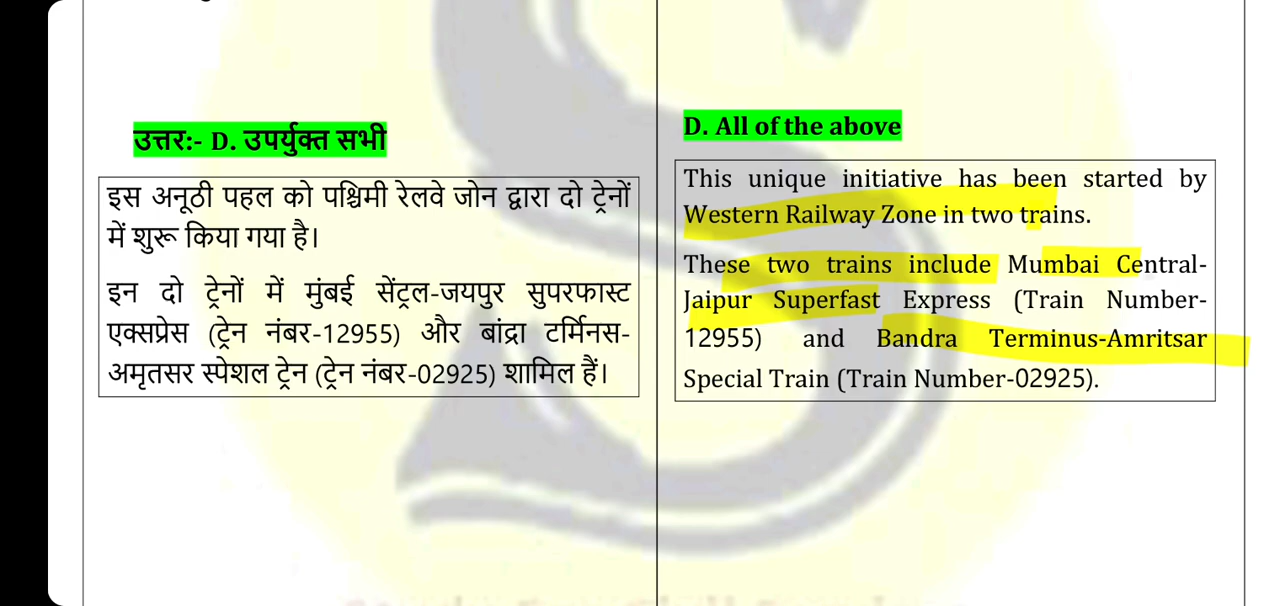 उत्तर:- D. उपर्युक्त सभी
इस अनूठी पहल को पश्चिमी रेलवे जोन द्वारा दो ट्रेनों
में शुरू किया गया है।
इन दो ट्रेनों में मुंबई सेंट्रल-जयपुर सुपरफास्ट
एक्सप्रेस (ट्रेन नंबर-12955) और बांद्रा टर्मिनस-
अमृतसर स्पेशल ट्रेन (ट्रेन नंबर-02925) शामिल हैं।
D. All of the above
This unique initiative has been started by
Western Railway Zone in two trains.
These two trains include Mumbai Central-
Jaipur Superfast Express (Train Number-
12955) and Bandra Terminus-Amritsar
Special Train (Train Number-02925).